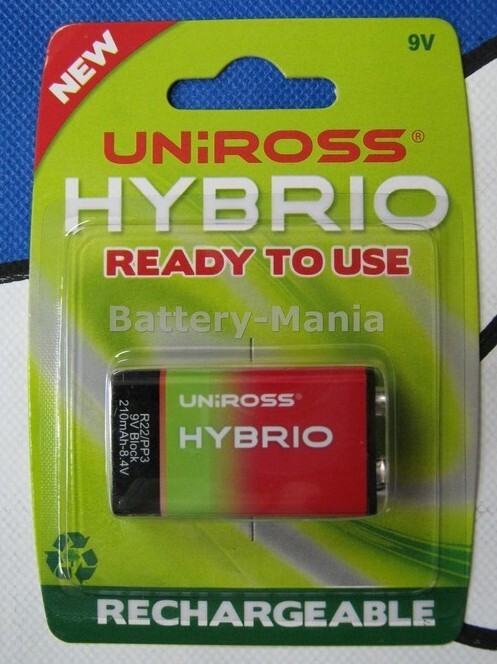 NEW
9V
UNiROSS®
HYBRIO
READY TO USE
Battery-Mania
UNiROSS®
HYBRIO
R22/PP3
9V Block
210mAh-8.4V
RECHARGEABLE